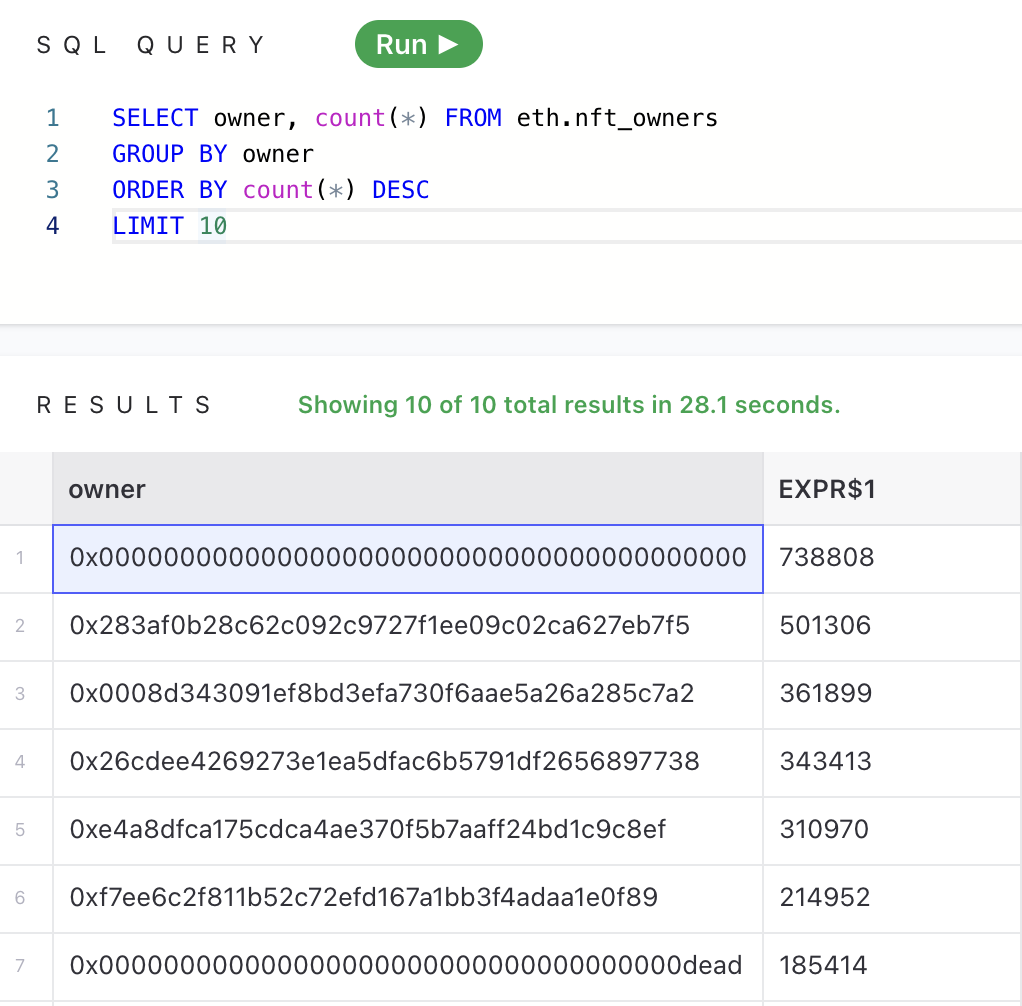 SQL QUERY Run ▶
1 SELECT owner, count(*) FROM eth.nft_owners
2 GROUP BY owner
3 ORDER BY count(*) DESC
4 LIMIT 10
RESULTS Showing 10 of 10 total results in 28.1 seconds.
owner EXPR$1
1 0x0000000000000000000000000000000000000000 738808
2 0x283af0b28c62c092c9727f1ee09c02ca627eb7f5 501306
3 0x0008d343091ef8bd3efa730f6aae5a26a285c7a2 361899
4 0x26cdee4269273e1ea5dfac6b5791df2656897738 343413
5 0xe4a8dfca175cdca4ae370f5b7aaff24bd1c9c8ef 310970
6 0xf7ee6c2f811b52c72efd167a1bb3f4adaa1e0f89 214952
7 0x000000000000000000000000000000000000dead 185414